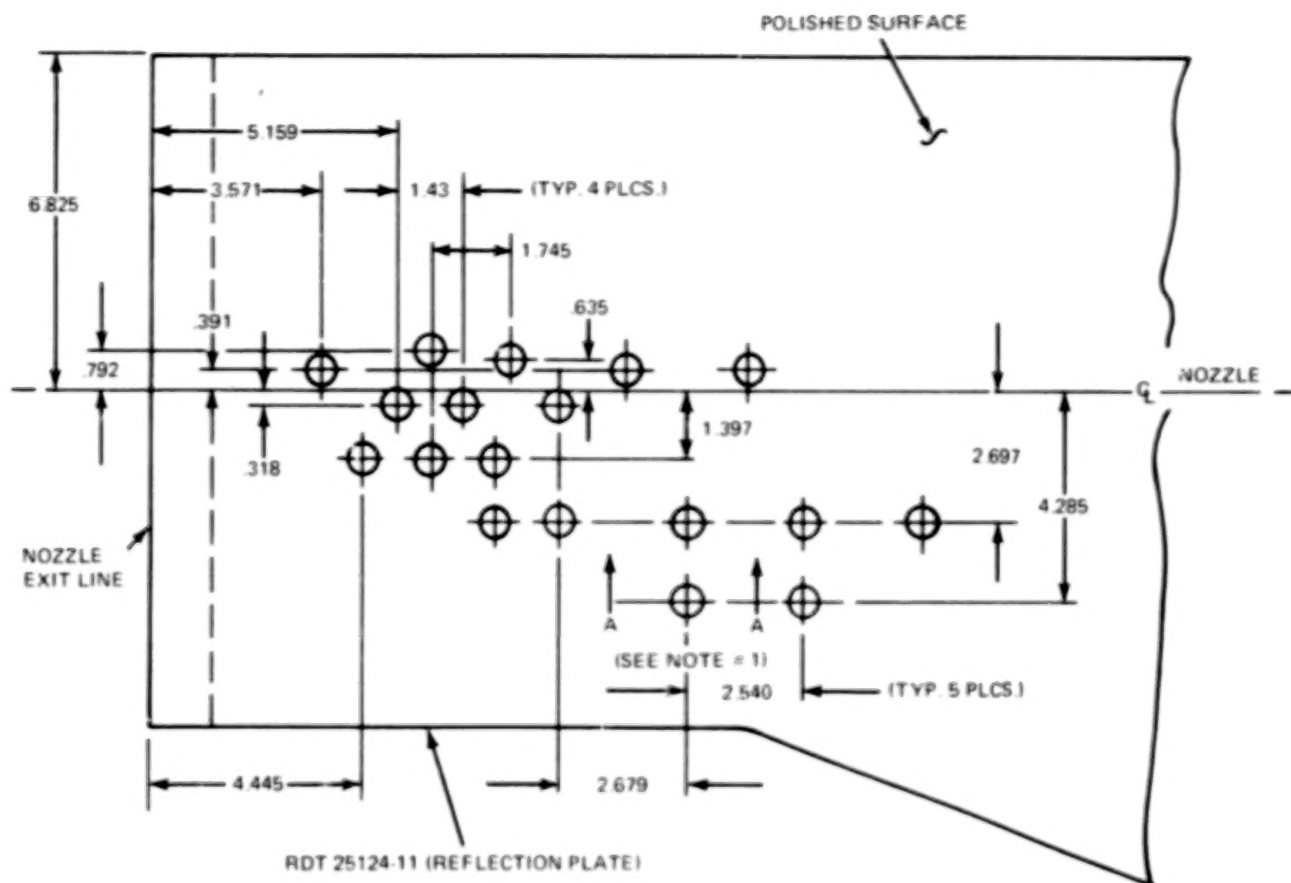 POLISHED SURFACE
5.159
3.571
1.43
(TYP. 4 PLCS.)
6.825
1.745
.635
.391
.792
℄ NOZZLE
1.397
.318
2.697
4.285
NOZZLE
EXIT LINE
A
A
(SEE NOTE = 1)
2.540
(TYP. 5 PLCS.)
4.445
2.679
RDT 25124-11 (REFLECTION PLATE)